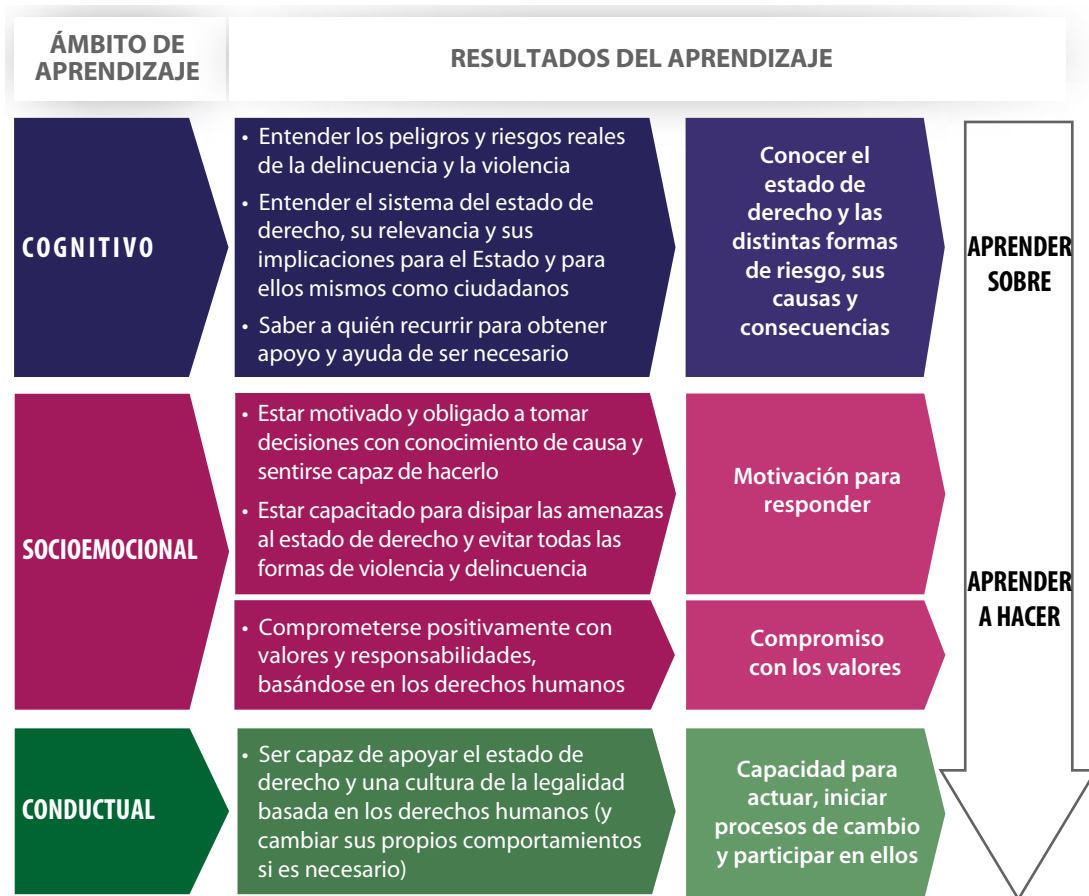 ÁMBITO DE
APRENDIZAJE
RESULTADOS DEL APRENDIZAJE
COGNITIVO
• Entender los peligros y riesgos reales
de la delincuencia y la violencia
• Entender el sistema del estado de
derecho, su relevancia y sus
implicaciones para el Estado y para
ellos mismos como ciudadanos
• Saber a quién recurrir para obtener
apoyo y ayuda de ser necesario
Conocer el
estado de
derecho y las
distintas formas
de riesgo, sus
causas y
consecuencias
APRENDER
SOBRE
SOCIOEMOCIONAL
• Estar motivado y obligado a tomar
decisiones con conocimiento de causa y
sentirse capaz de hacerlo
• Estar capacitado para disipar las amenazas
al estado de derecho y evitar todas las
formas de violencia y delincuencia
Motivación para
responder
• Comprometerse positivamente con
valores y responsabilidades,
basándose en los derechos humanos
Compromiso
con los valores
APRENDER
A HACER
CONDUCTUAL
• Ser capaz de apoyar el estado de
derecho y una cultura de la legalidad
basada en los derechos humanos (y
cambiar sus propios comportamientos
si es necesario)
Capacidad para
actuar, iniciar
procesos de cambio
y participar en ellos